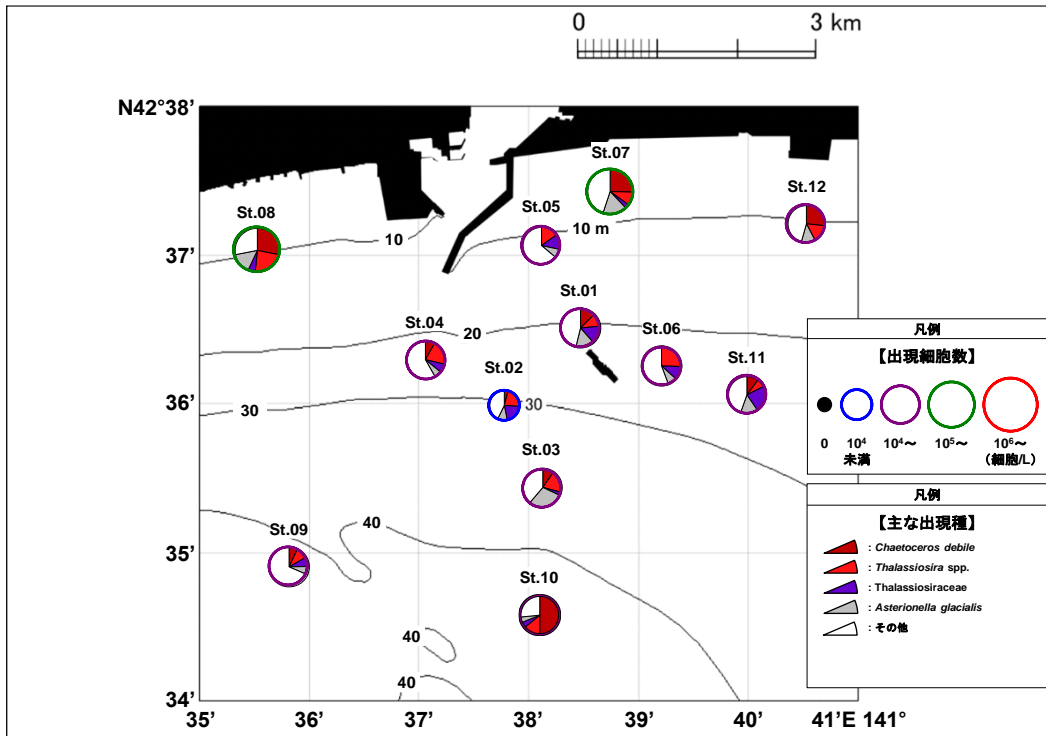 0 3 km
N42°38’
St.07
St.12
St.08
St.05
10
10 m
37’
St.01
St.04
20
St.06
St.11
St.02
36’
30
30
St.03
St.09
40
35’
St.10
40
40
34’
35’ 36’ 37’ 38’ 39’ 40’ 41’E 141°
凡例
【出現細胞数】
0 10⁴ 10⁴～ 10⁵～ 10⁶～
未満 (細胞/L)
凡例
【主な出現種】
: Chaetoceros debile
: Thalassiosira spp.
: Thalassiosiraceae
: Asterionella glacialis
: その他